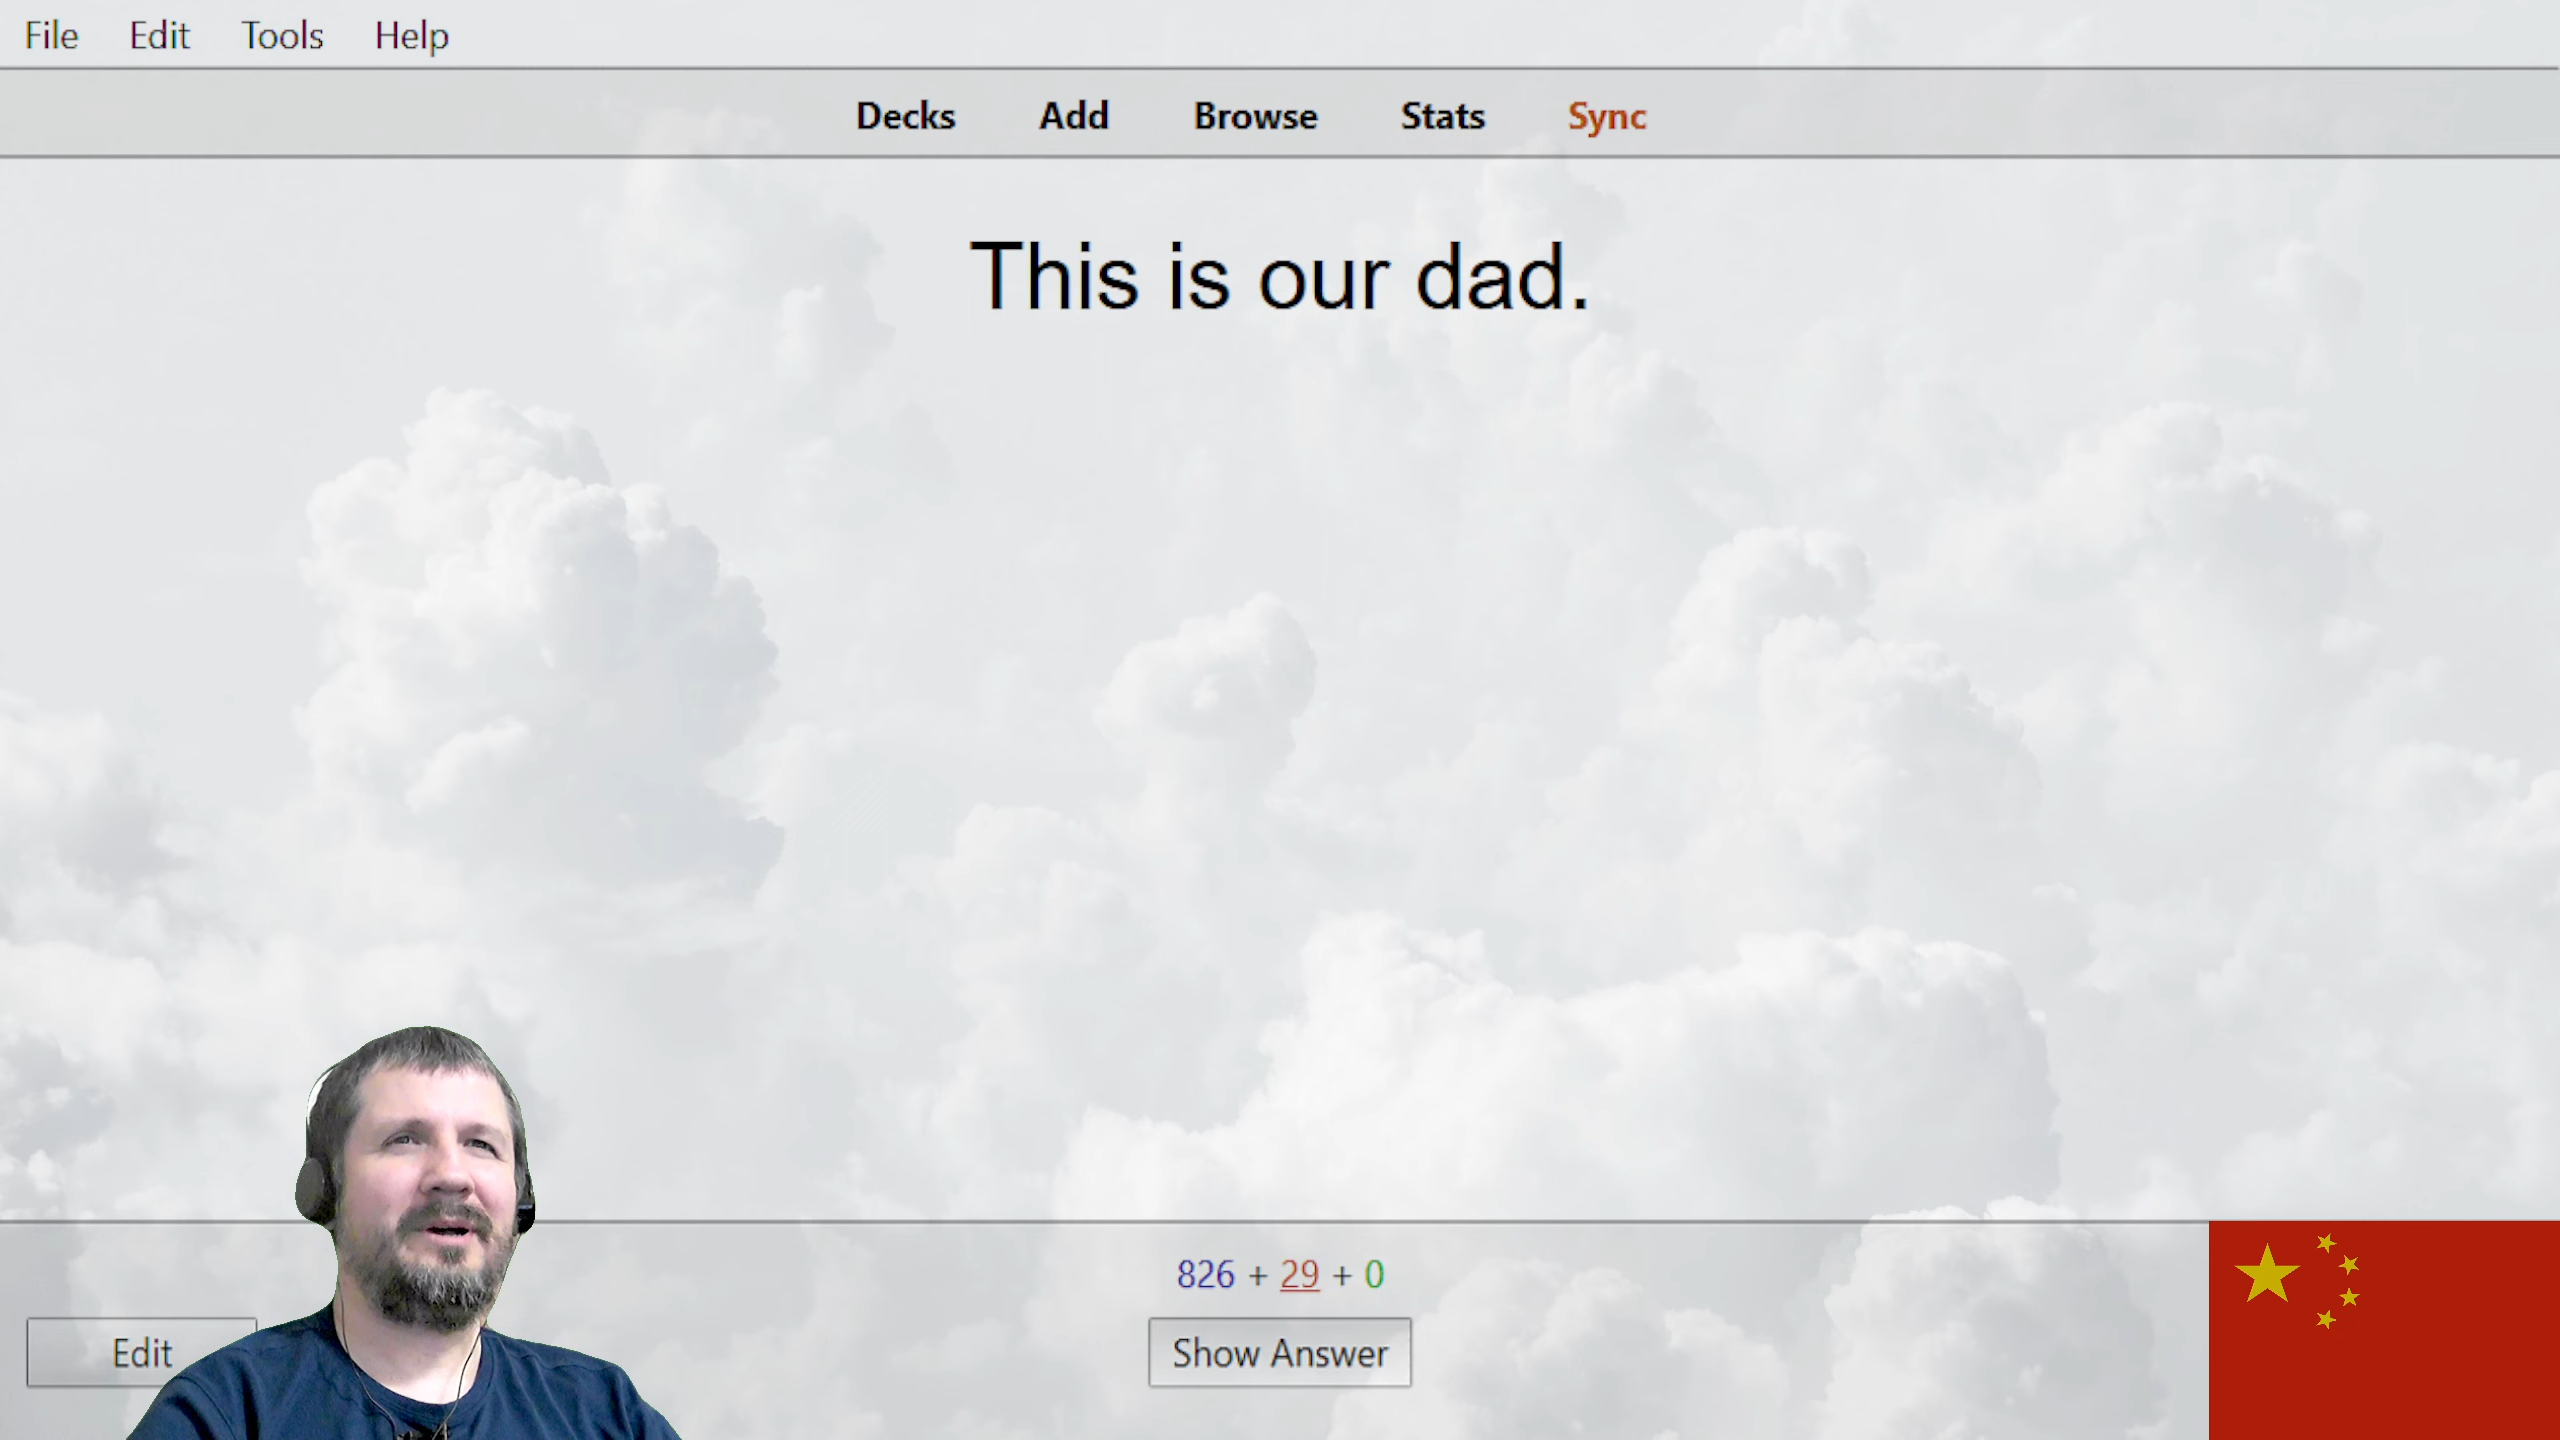 File Edit Tools Help
Decks Add Browse Stats Sync
This is our dad.
826 + 29 + 0
Edit
Show Answer